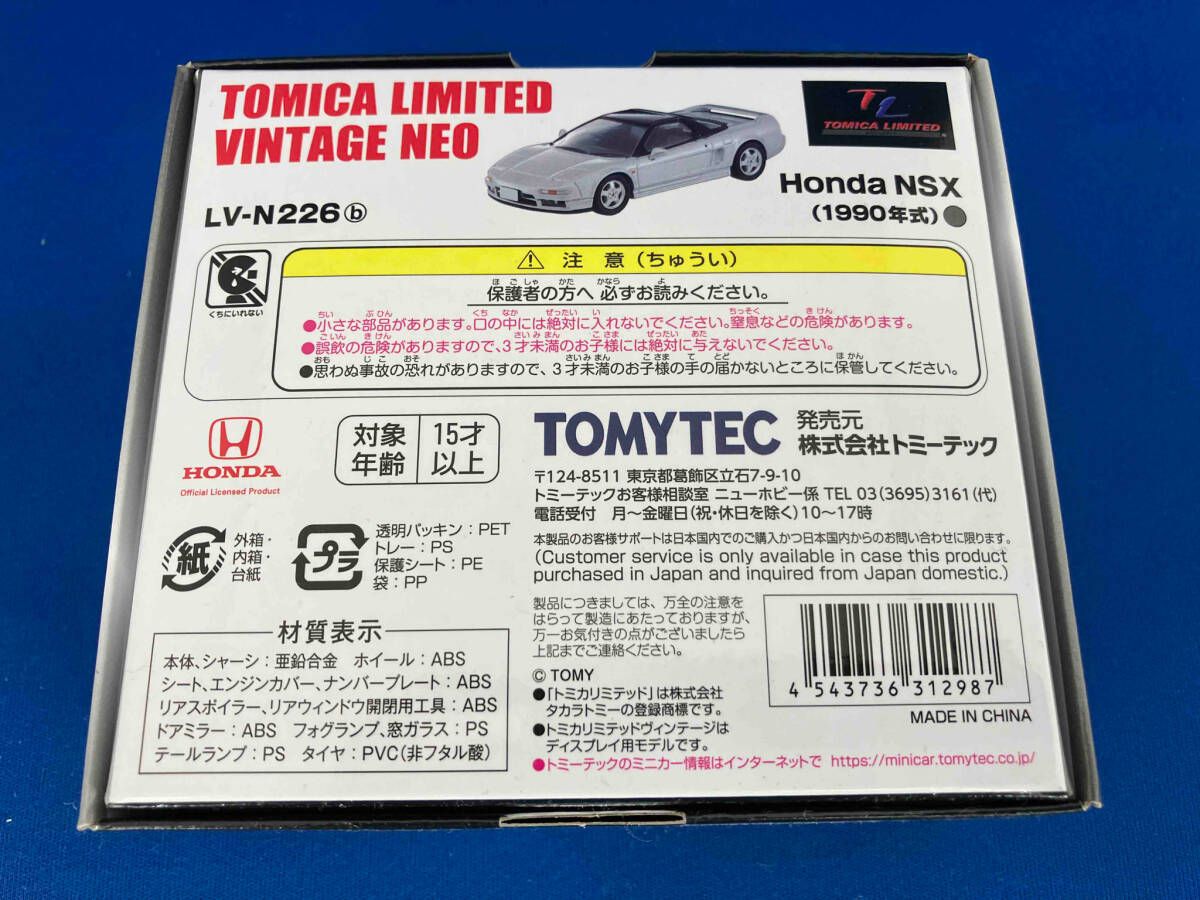 TOMICA LIMITED
VINTAGE NEO
LV-N226ⓑ
TL
TOMICA LIMITED
Honda NSX
(1990年式)●
くちにいれない
注 意(ちゅうい)
保護者の方へ 必ずお読みください。
●小さな部品があります。口の中には絶対に入れないでください。窒息などの危険があります。
●誤飲の危険がありますので、3才未満のお子様には絶対に与えないでください。
●思わぬ事故の恐れがありますので、3才未満のお子様の手の届かないところに保管してください。
HONDA
Official Licensed Product
対象年齢 15才以上
TOMYTEC
発売元
株式会社トミーテック
〒124-8511 東京都葛飾区立石7-9-10
トミーテックお客様相談室 ニューホビー係 TEL 03(3695)3161(代)
電話受付 月～金曜日(祝・休日を除く)10～17時
本製品のお客様サポートは日本国内でのご購入かつ日本国内からのお問い合わせに限ります。
(Customer service is only available in case this product
purchased in Japan and inquired from Japan domestic.)
紙
外箱・
内箱・
台紙
プラ
透明パッキン:PET
トレー:PS
保護シート:PE
袋:PP
材質表示
本体、シャーシ:亜鉛合金 ホイール:ABS
シート、エンジンカバー、ナンバープレート:ABS
リアスポイラー、リアウィンドウ開閉用工具:ABS
ドアミラー:ABS フォグランプ、窓ガラス:PS
テールランプ:PS タイヤ:PVC(非フタル酸)
製品につきましては、万全の注意を
はらって製造にあたっておりますが、
万一お気付きの点がございましたら
上記までご連絡ください。
© TOMY
●「トミカリミテッド」は株式会社
タカラトミーの登録商標です。
●トミカリミテッドヴィンテージは
ディスプレイ用モデルです。
●トミーテックのミニカー情報はインターネットで https://minicar.tomytec.co.jp/
4 543736 312987
MADE IN CHINA